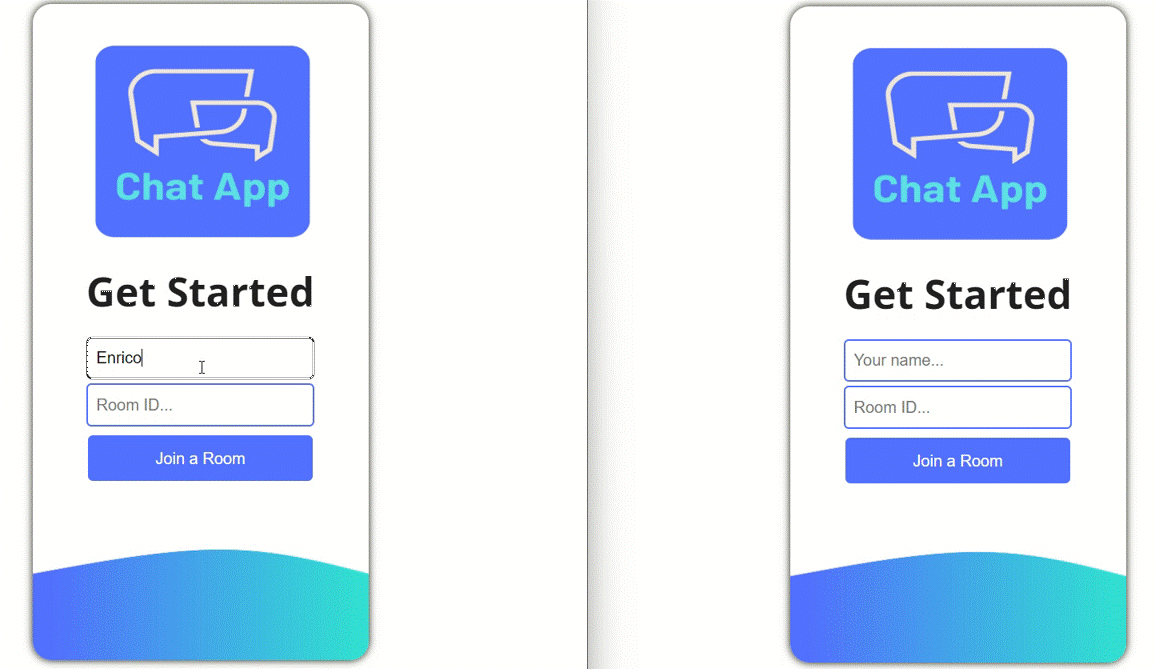 Chat App
Get Started
Enrico
Room ID...
Join a Room
Chat App
Get Started
Your name...
Room ID...
Join a Room